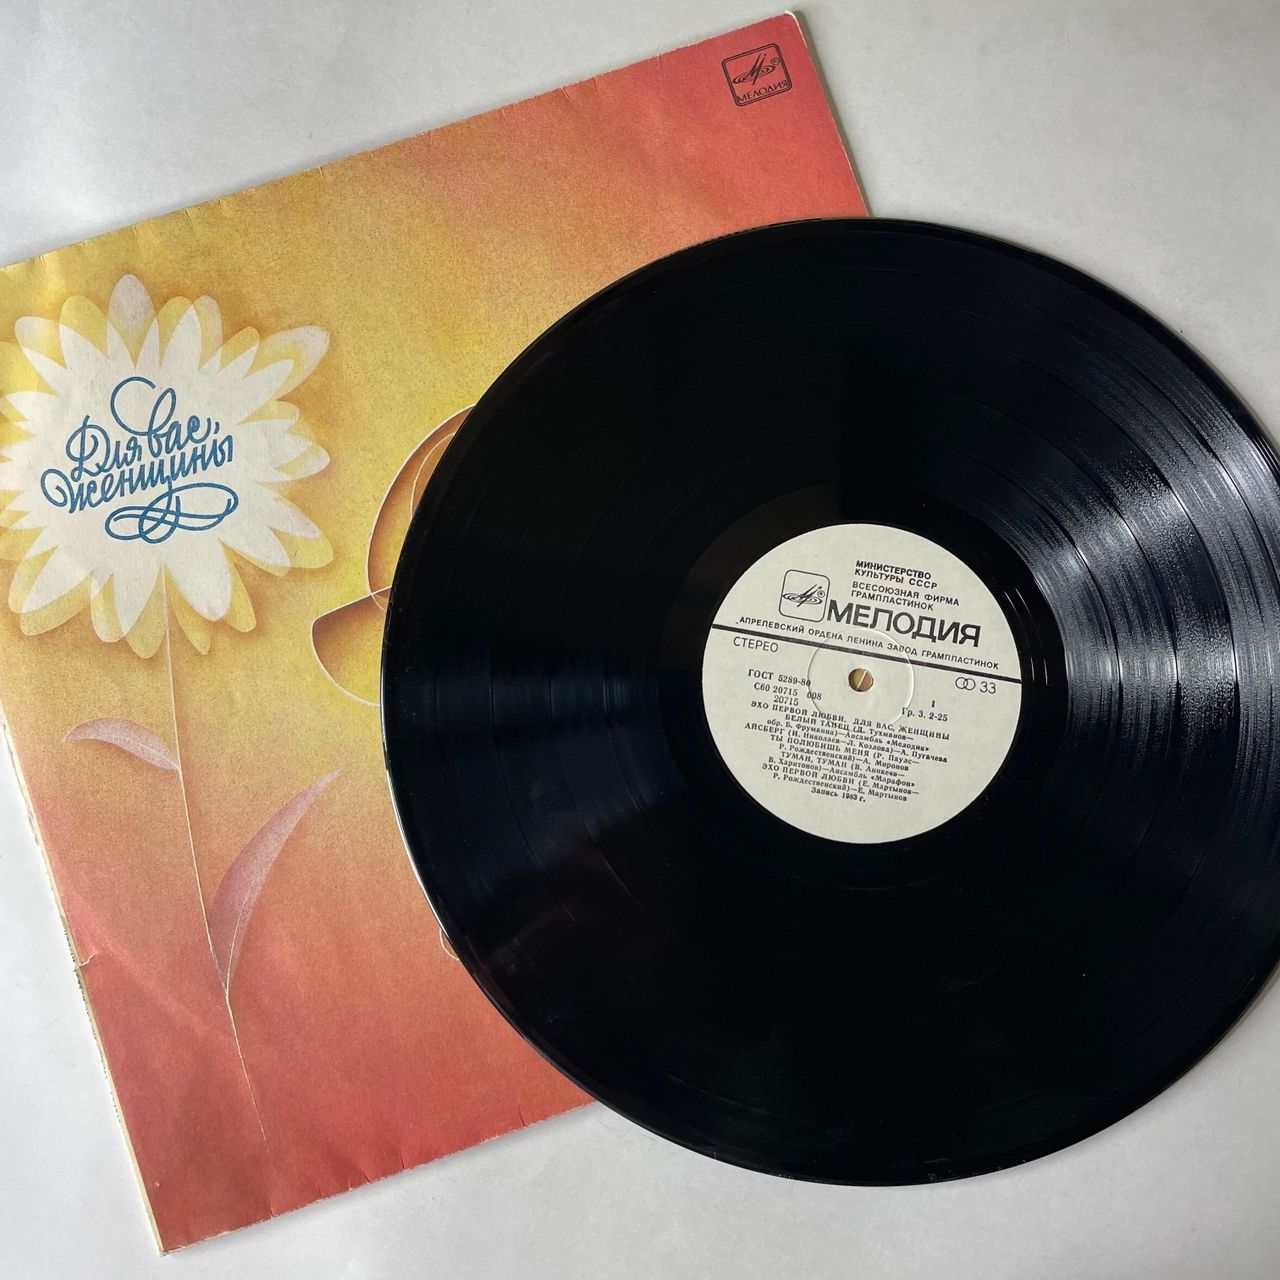 МЕЛОДИЯ
Для вас,
женщины
МИНИСТЕРСТВО
КУЛЬТУРЫ СССР
ВСЕСОЮЗНАЯ ФИРМА
ГРАМПЛАСТИНОК
МЕЛОДИЯ
АПРЕЛЕВСКИЙ ОРДЕНА ЛЕНИНА ЗАВОД ГРАМПЛАСТИНОК
СТЕРЕО
33
ГОСТ 5289-80
С60 20715 008
1
20715
Гр. 3. 2-25
ЭХО ПЕРВОЙ ЛЮБВИ. ДЛЯ ВАС, ЖЕНЩИНЫ
БЕЛЫЙ ТАНЕЦ (Д. Тухманов—
обр. Б. Фрумкина)—Ансамбль «Мелодия»
АЙСБЕРГ (И. Николаев—Л. Козлова)—А. Пугачева
ТЫ ПОЛЮБИШЬ МЕНЯ (Р. Паулс—
Р. Рождественский)—А. Миронов
ТУМАН, ТУМАН (В. Аникеев—
В. Харитонов)—Ансамбль «Марафон»
ЭХО ПЕРВОЙ ЛЮБВИ (Е. Мартынов—
Р. Рождественский)—Е. Мартынов
Запись 1983 г.